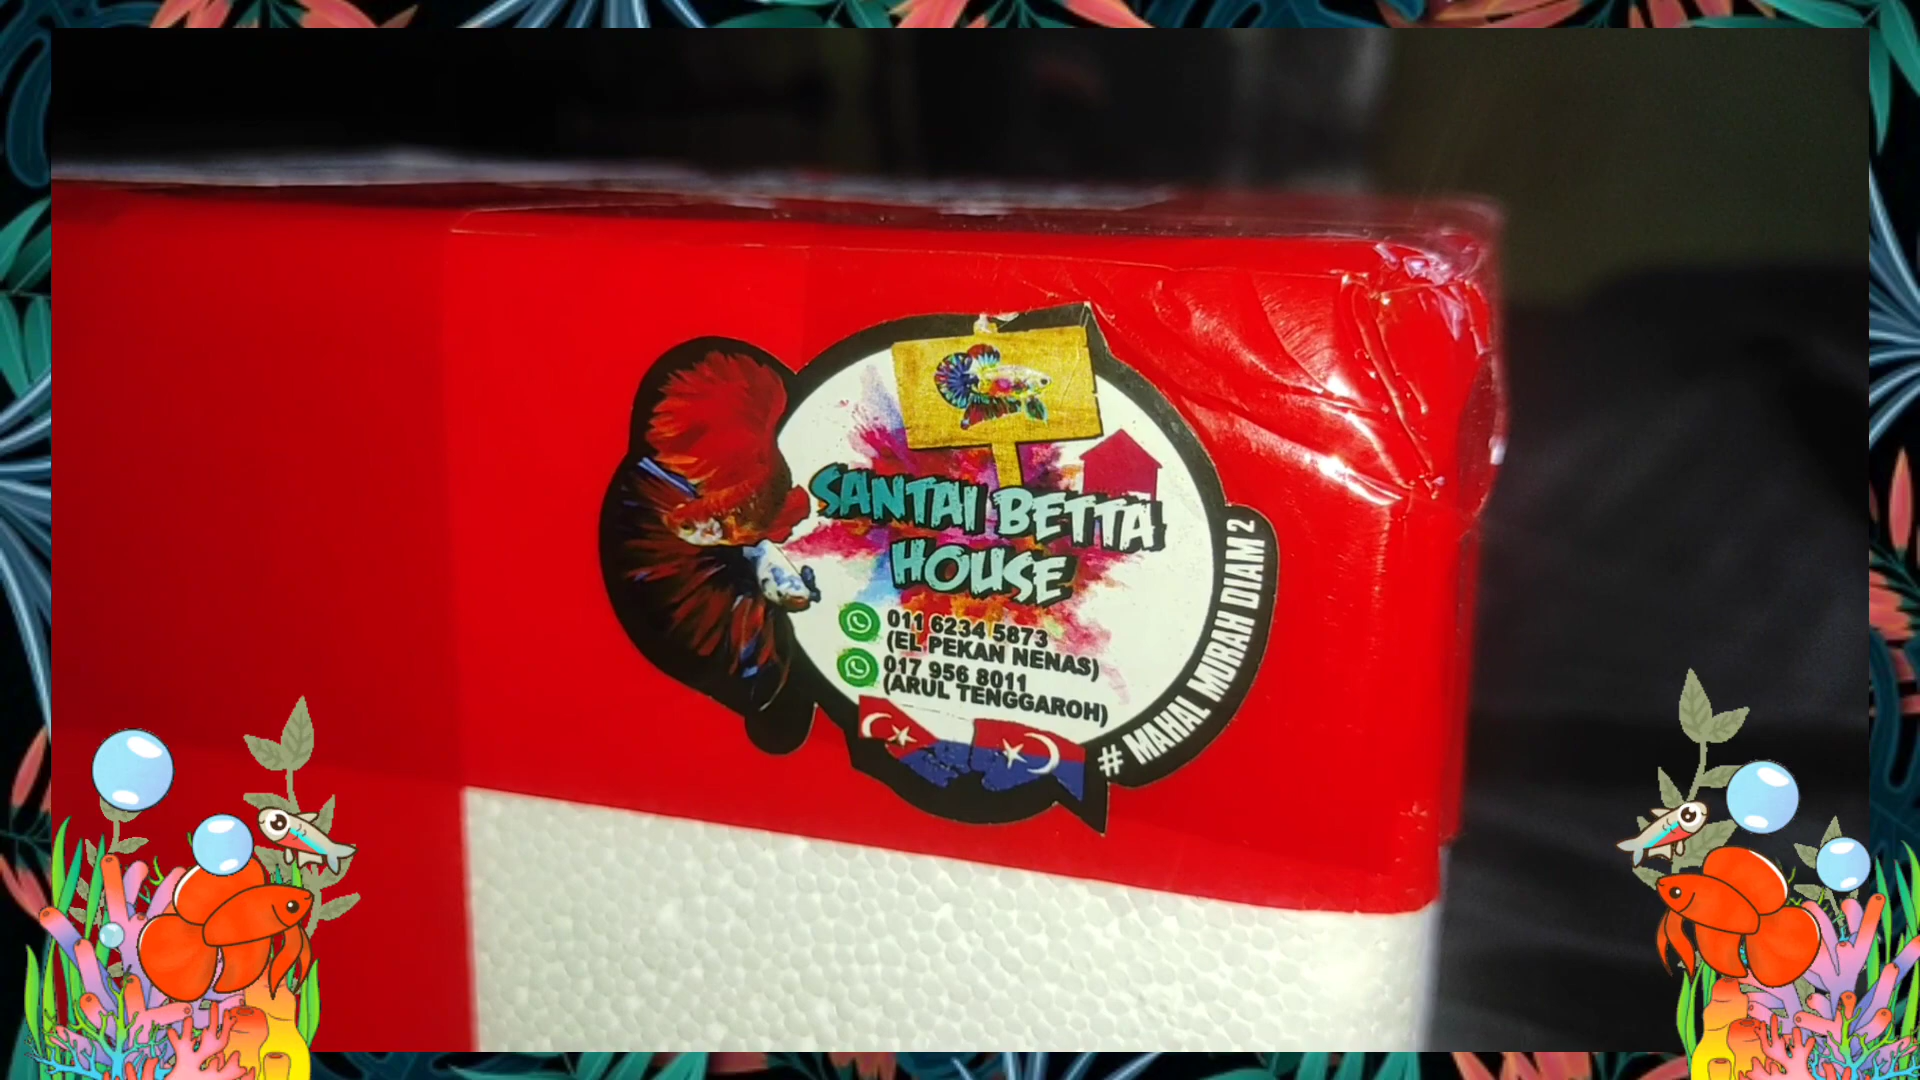 SANTAI BETTA
HOUSE
011 6234 5873
(EL PEKAN NENAS)
017 956 8011
(ARUL TENGGAROH)
# MAHAL MURAH DIAM 2